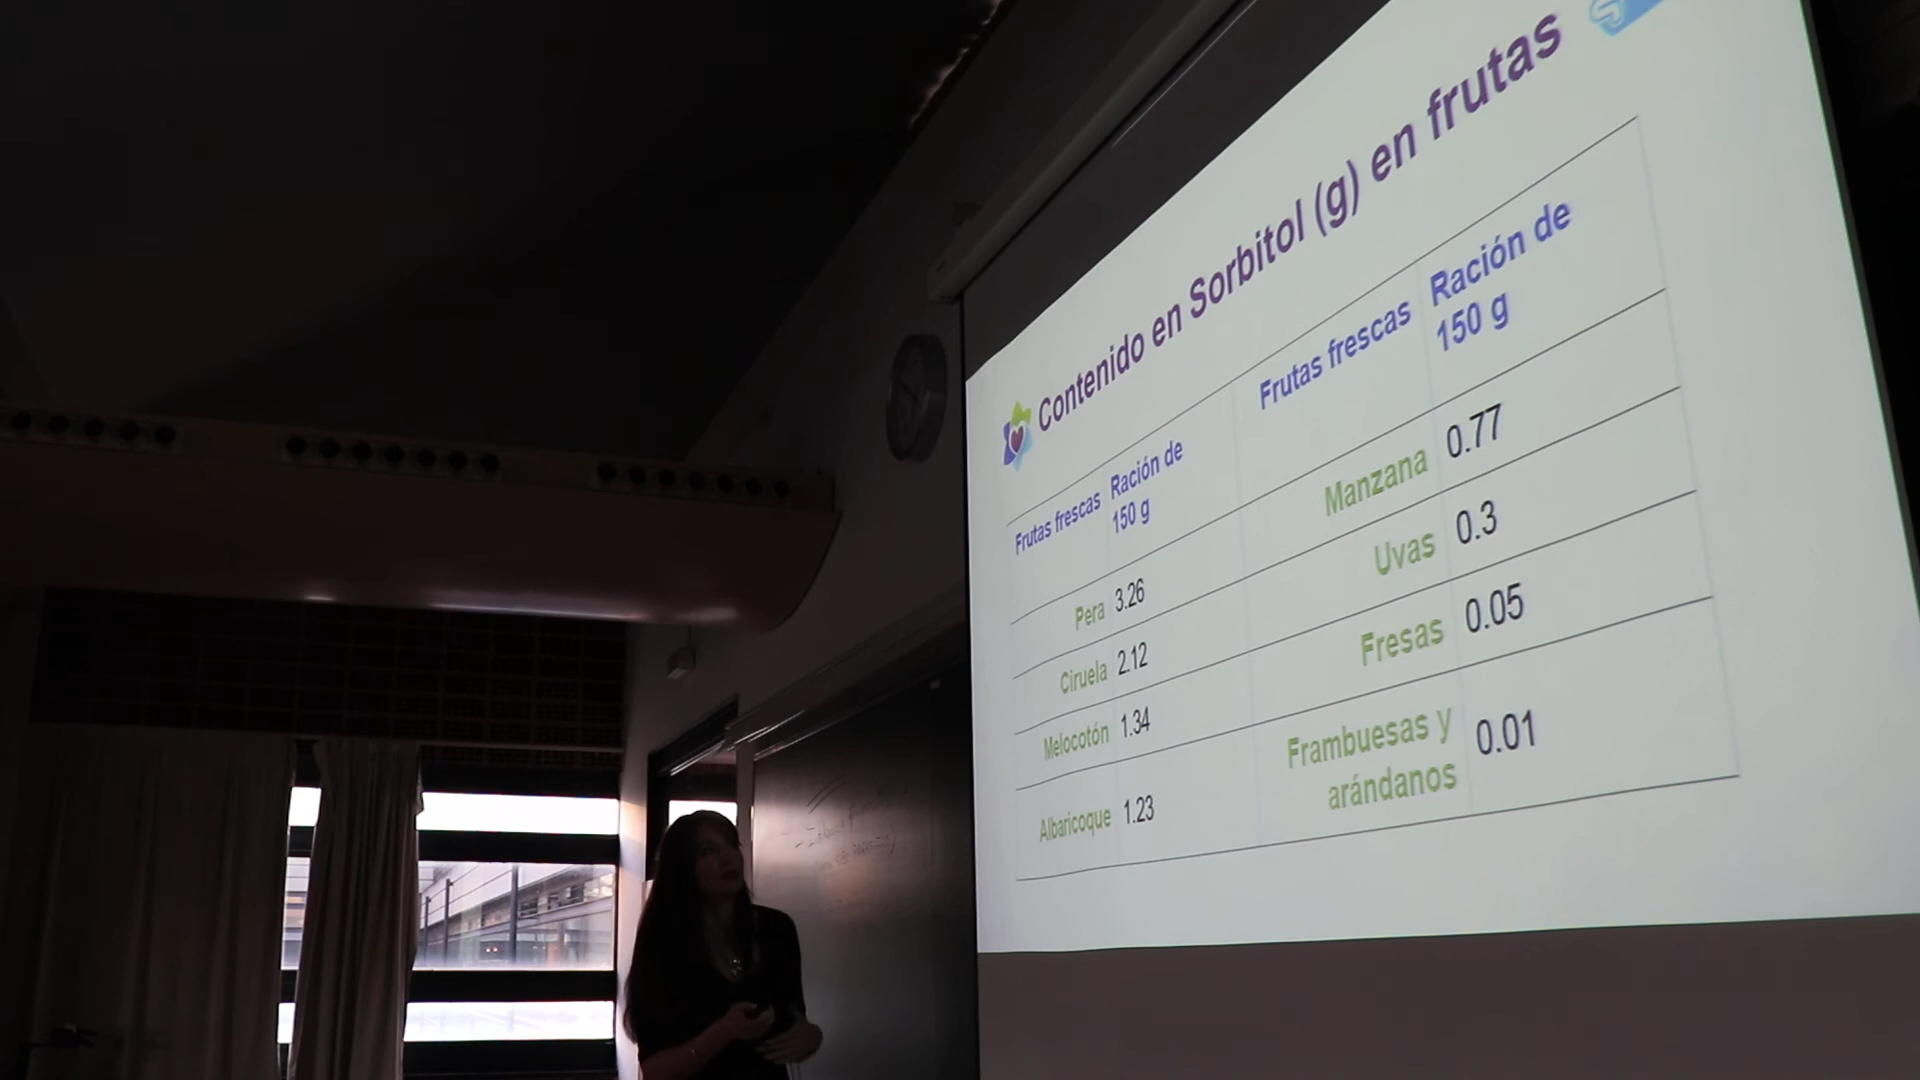 Contenido en Sorbitol (g) en frutas
Frutas frescas
Ración de
150 g
Frutas frescas
Ración de
150 g
Pera 3.26
Manzana 0.77
Ciruela 2.12
Uvas 0.3
Melocotón 1.34
Fresas 0.05
Albaricoque 1.23
Frambuesas y
arándanos 0.01